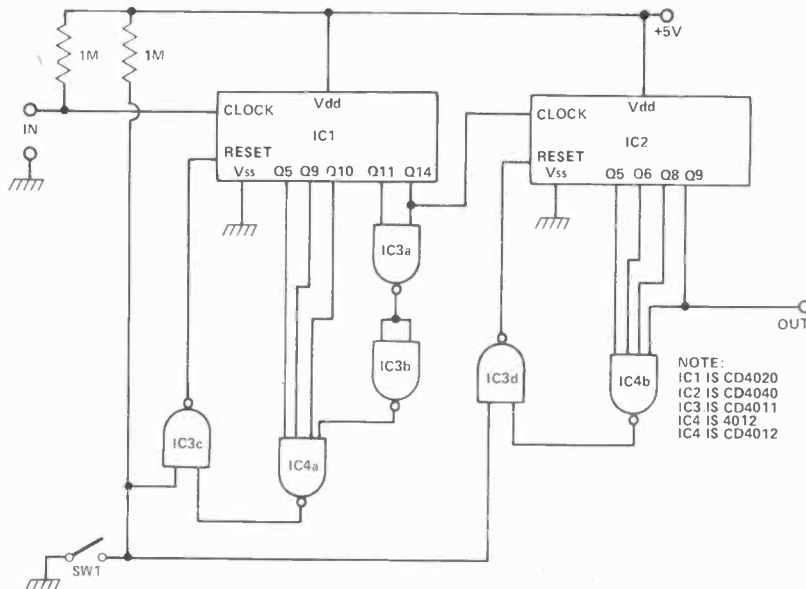 +5V
1M
1M
Vdd
Vdd
CLOCK
CLOCK
IN
IC1
IC2
RESET
RESET
Vss
Q5
Q9
Q10
Q11
Q14
Vss
Q5
Q6
Q8
Q9
IC3a
OUT
IC3b
IC3d
IC4b
NOTE:
IC1 IS CD4020
IC2 IS CD4040
IC3 IS CD4011
IC4 IS 4012
IC4 IS CD4012
IC3c
IC4a
SW1